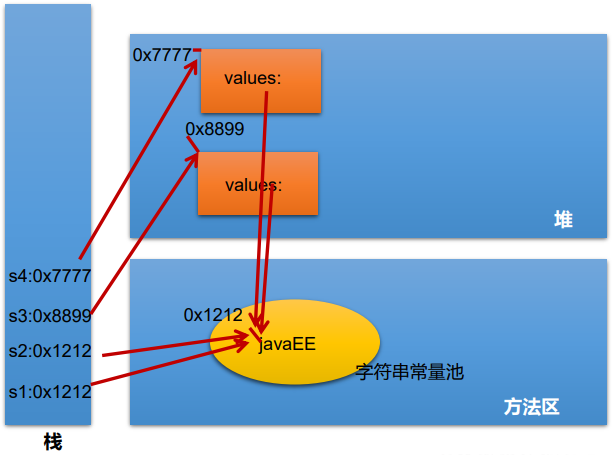 0x7777
values:
0x8899
values:
堆
s4:0x7777
s3:0x8899
s2:0x1212
s1:0x1212
栈
0x1212
javaEE
字符串常量池
方法区